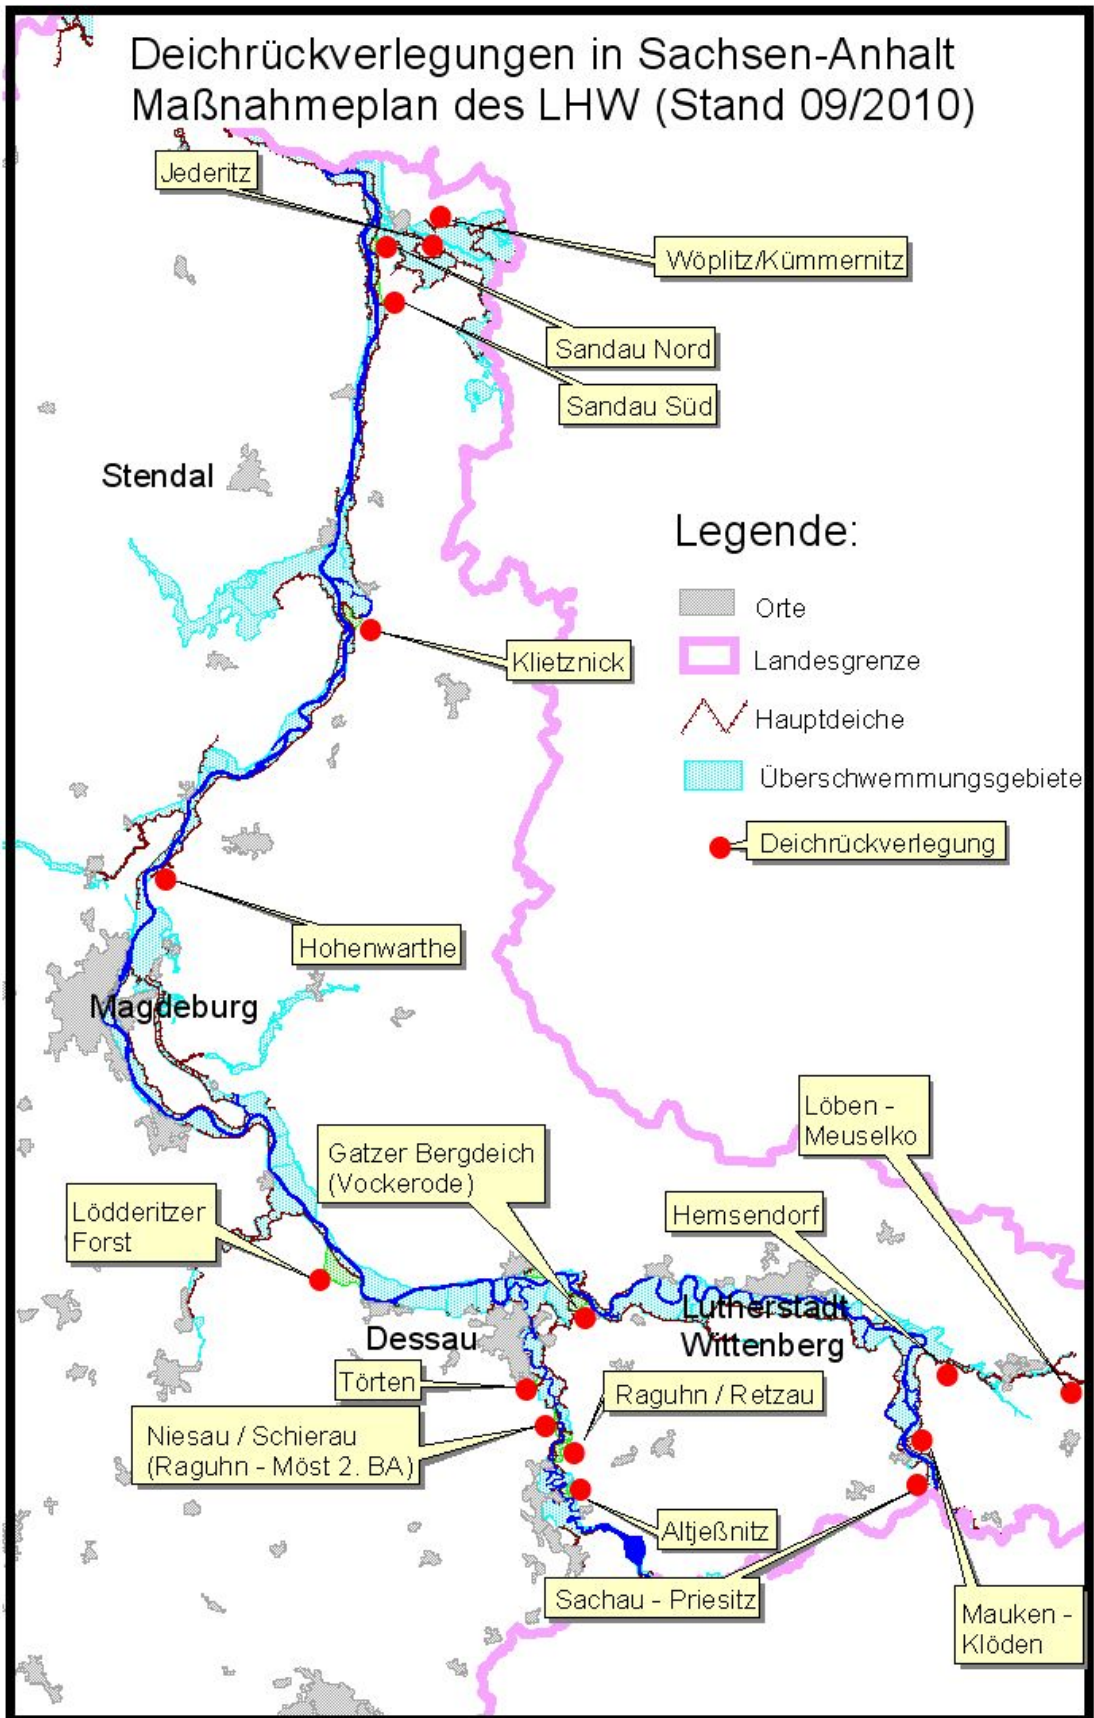 Deichrückverlegungen in Sachsen-Anhalt
Maßnahmeplan des LHW (Stand 09/2010)
Jederitz
Wöplitz/Kümmernitz
Sandau Nord
Sandau Süd
Stendal
Legende:
Orte
Klietznick
Landesgrenze
Hauptdeiche
Überschwemmungsgebiete
Deichrückverlegung
Hohenwarthe
Magdeburg
Löben -
Meuselko
Gatzer Bergdeich
(Vockerode)
Lödderitzer
Forst
Hemsendorf
Lutherstadt
Wittenberg
Dessau
Törten
Raguhn / Retzau
Niesau / Schierau
(Raguhn - Möst 2. BA)
Altjeßnitz
Sachau - Priesitz
Mauken -
Klöden